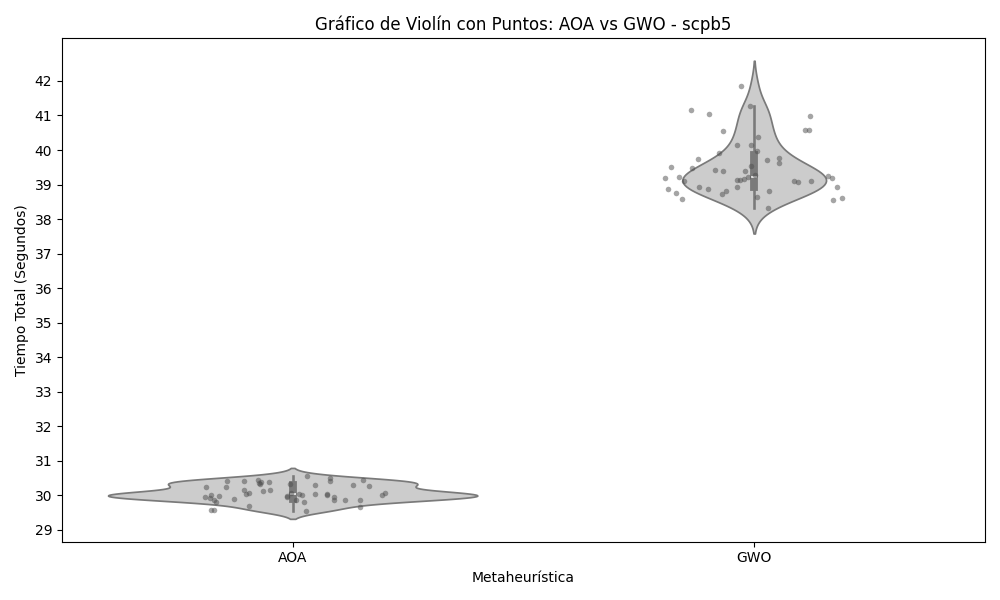 Gráfico de Violín con Puntos: AOA vs GWO - scpb5
Tiempo Total (Segundos)
42
41
40
39
38
37
36
35
34
33
32
31
30
29
AOA
GWO
Metaheurística